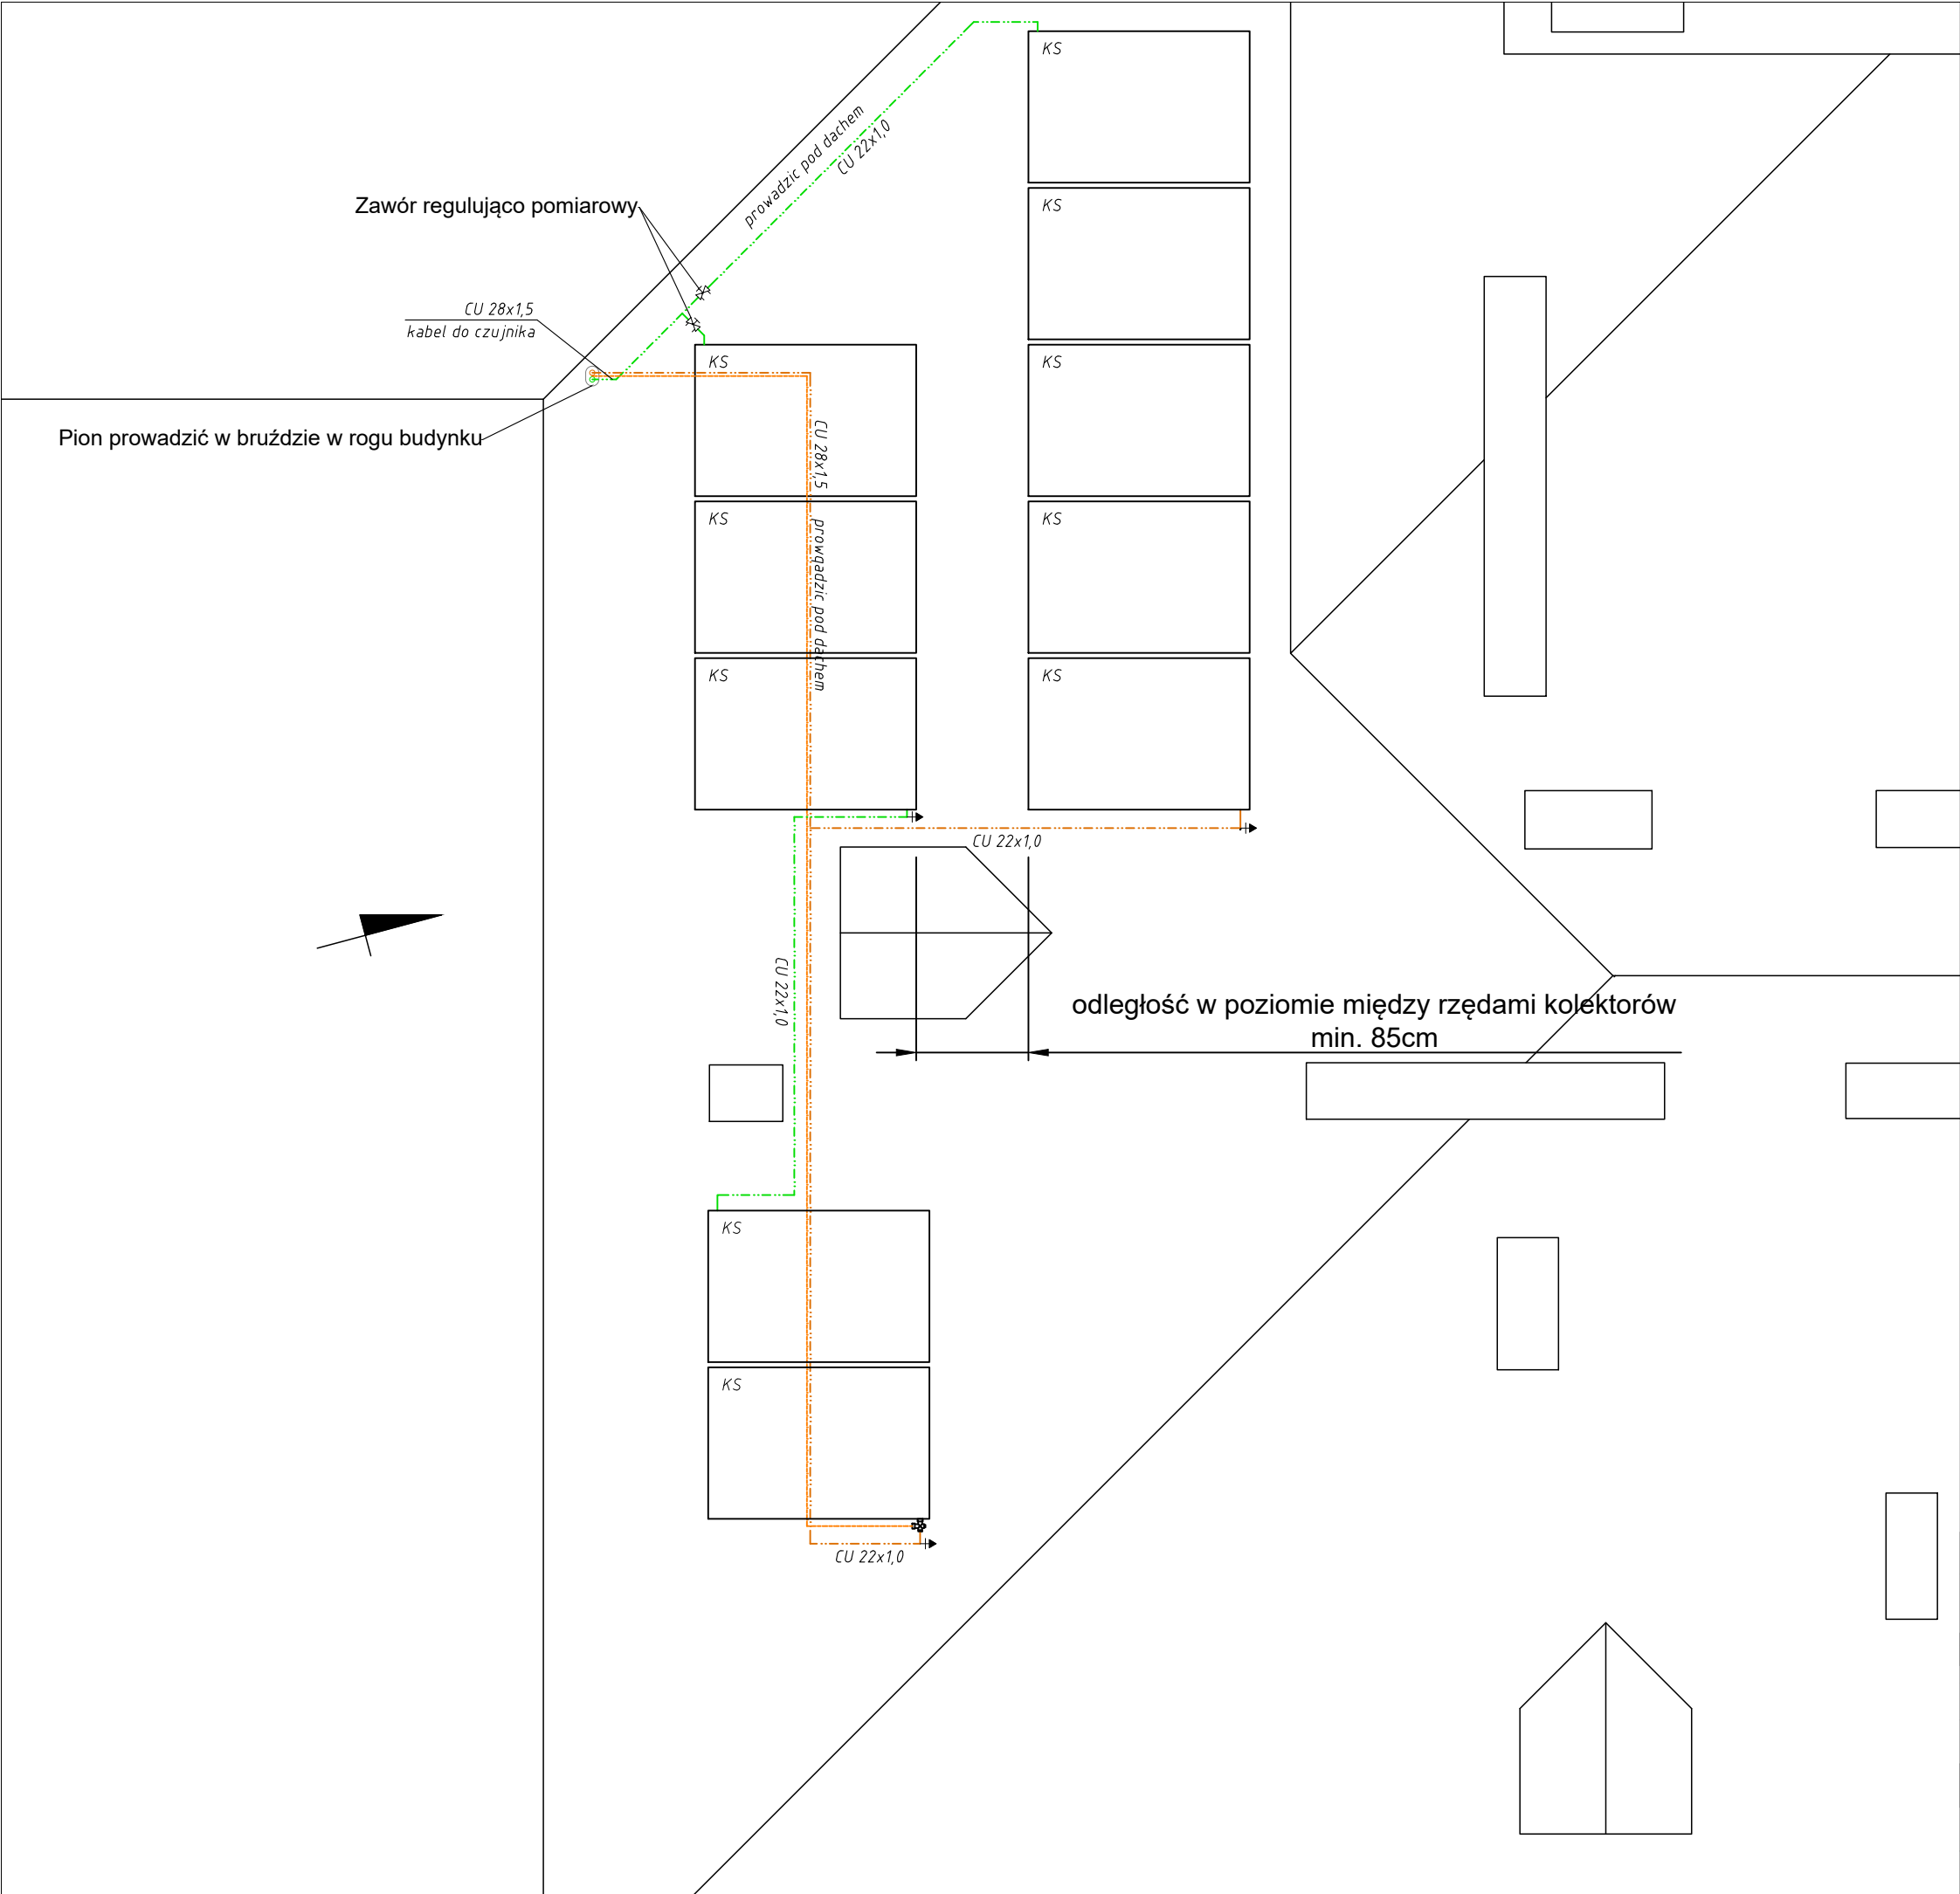 KS
prowadzic pod dachem
CU 22x1,0
KS
Zawór regulująco pomiarowy
CU 28x1,5
kabel do czujnika
KS
KS
Pion prowadzić w bruździe w rogu budynku
CU 28x1,5
KS
KS
prowqadzic pod dachem
KS
KS
CU 22x1,0
CU 22x1,0
odległość w poziomie między rzędami kolektorów
min. 85cm
KS
KS
CU 22x1,0